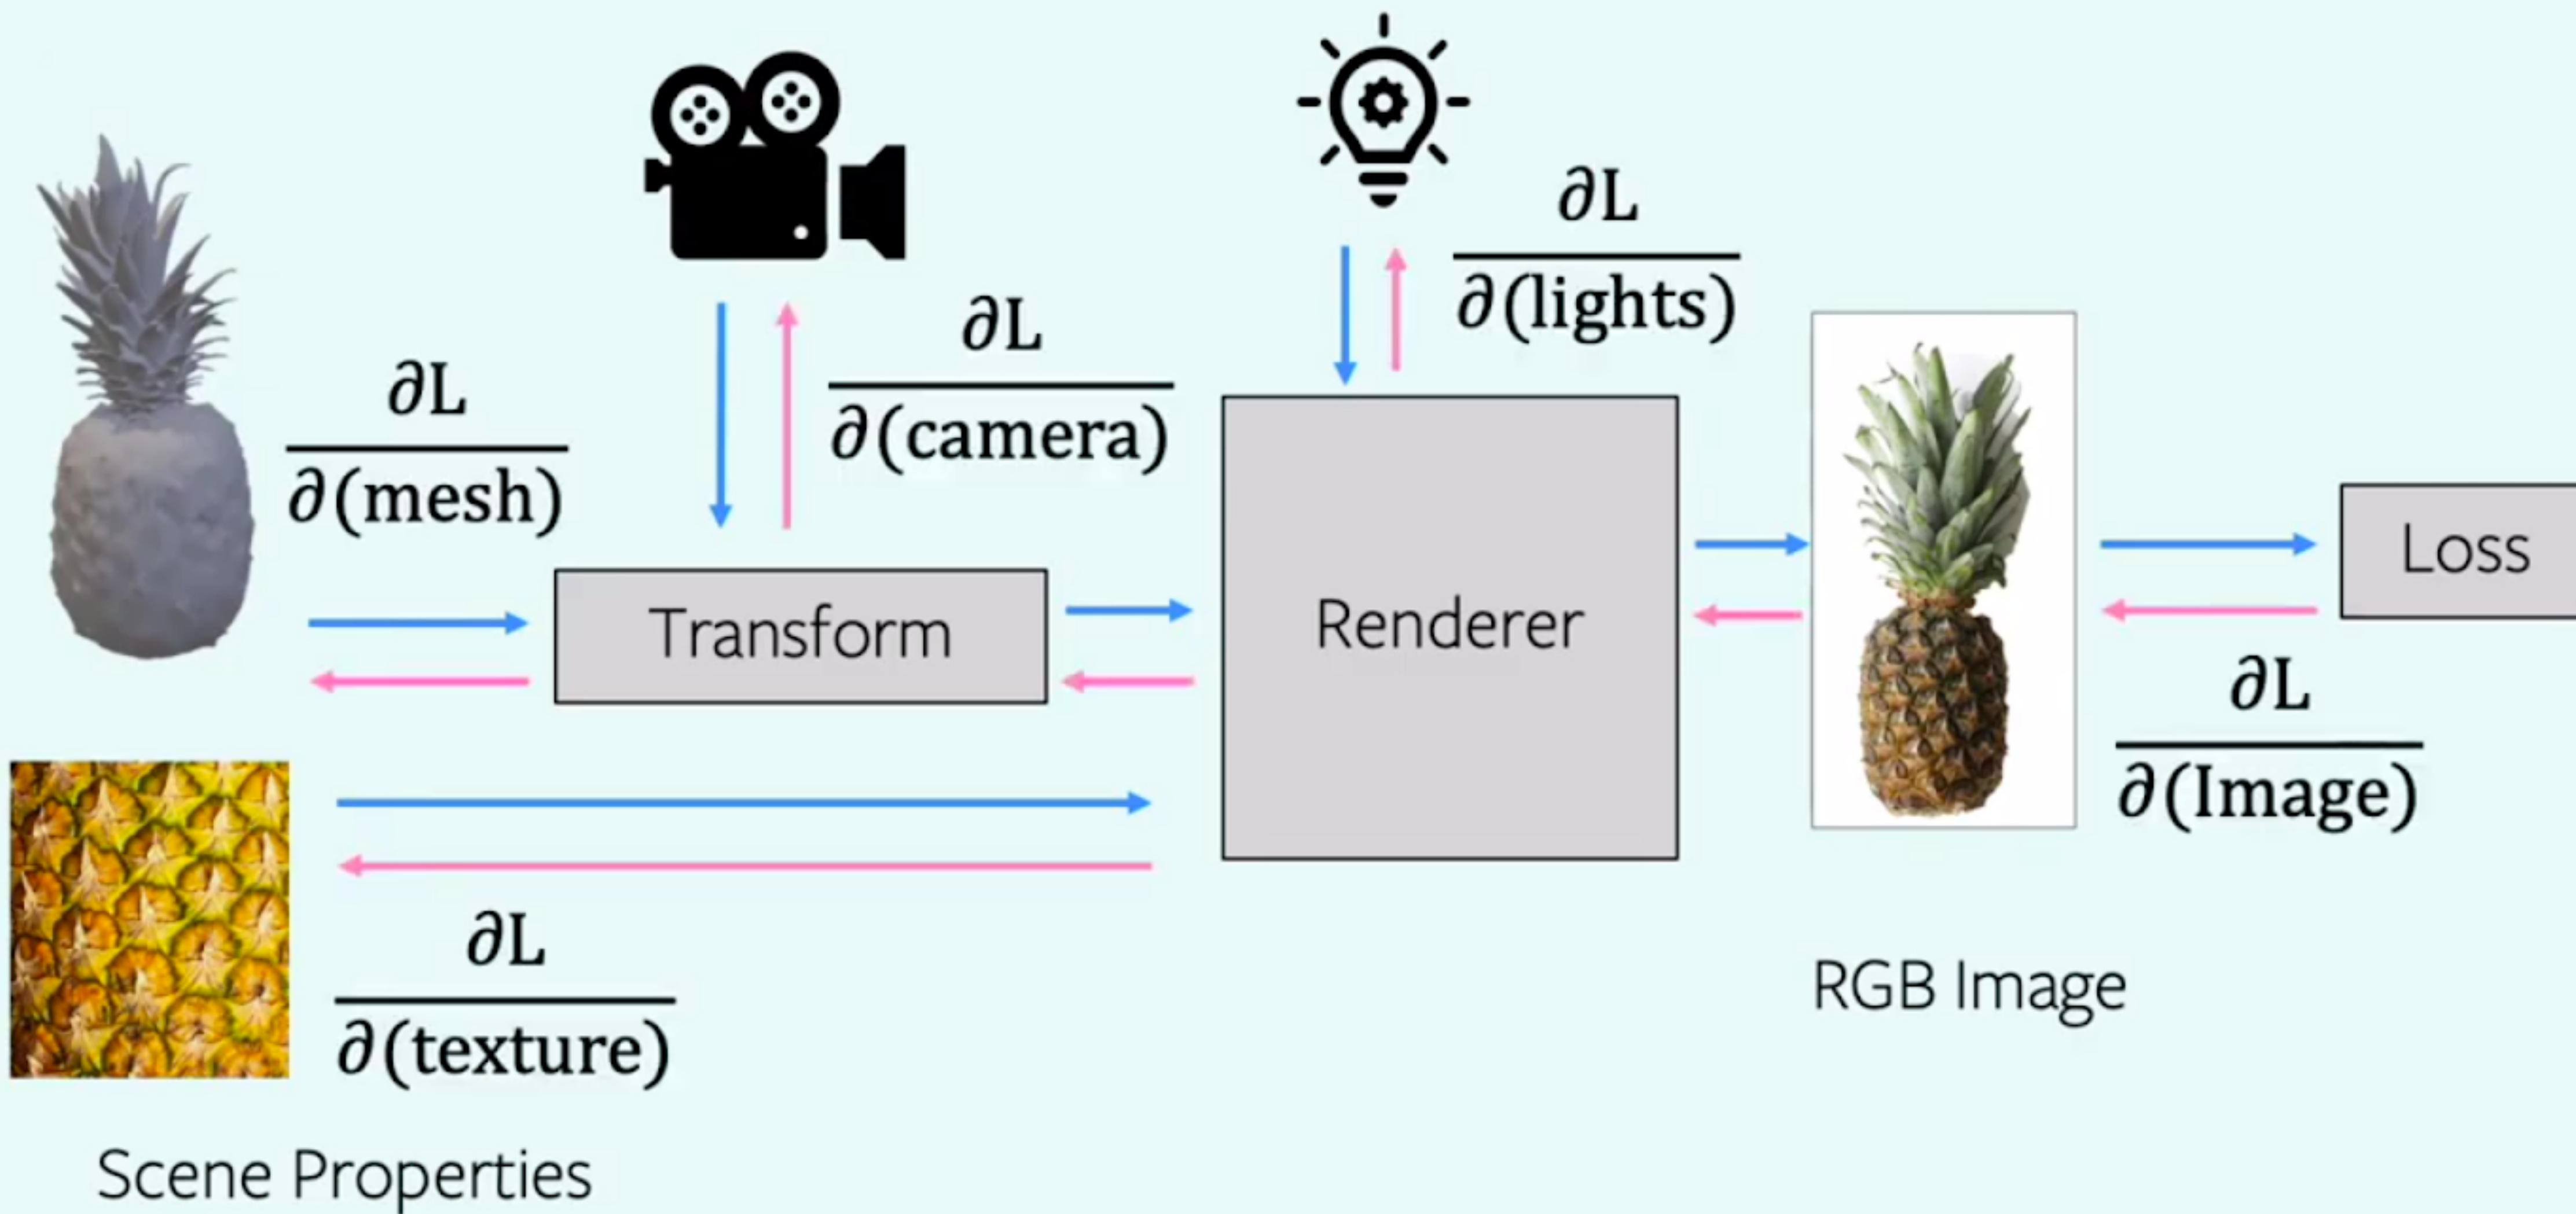 ∂L
∂(lights)
∂L
∂(camera)
∂L
∂(mesh)
Transform
Renderer
Loss
∂L
∂(Image)
∂L
∂(texture)
RGB Image
Scene Properties